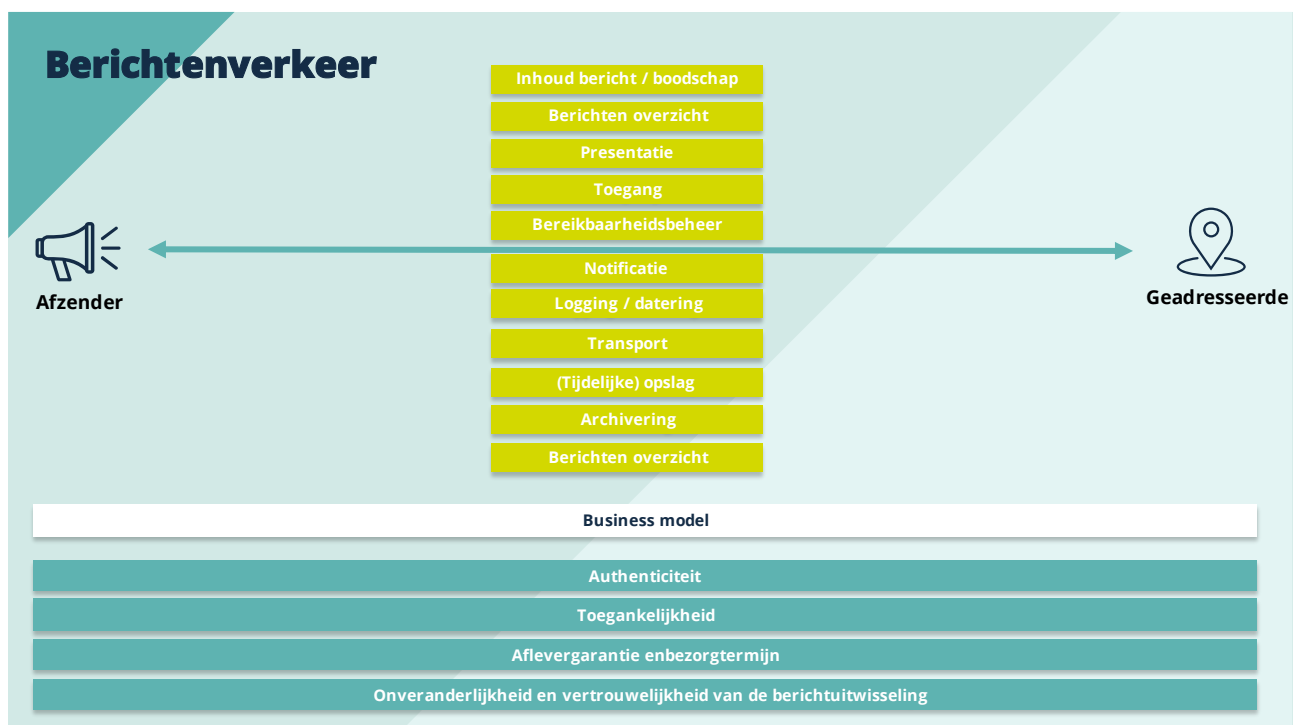 Berichtenverkeer
Inhoud bericht / boodschap
Berichten overzicht
Presentatie
Toegang
Bereikbaarheidsbeheer
Afzender
Geadresseerde
Notificatie
Logging / datering
Transport
(Tijdelijke) opslag
Archivering
Berichten overzicht
Business model
Authenticiteit
Toegankelijkheid
Aflevergarantie enbezorgtermijn
Onveranderlijkheid en vertrouwelijkheid van de berichtuitwisseling